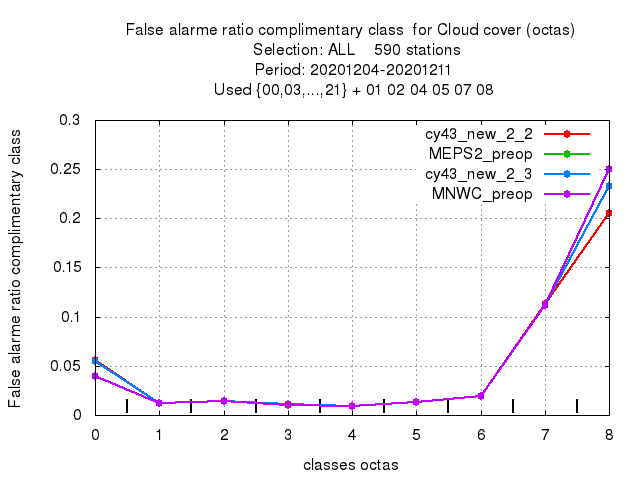 False alarme ratio complimentary class  for Cloud cover (octas)
Selection: ALL    590 stations
Period: 20201204-20201211
Used {00,03,...,21} + 01 02 04 05 07 08
False alarme ratio complimentary class
0.3
0.25
0.2
0.15
0.1
0.05
0
cy43_new_2_2
MEPS2_preop
cy43_new_2_3
MNWC_preop
0 1 2 3 4 5 6 7 8
classes octas